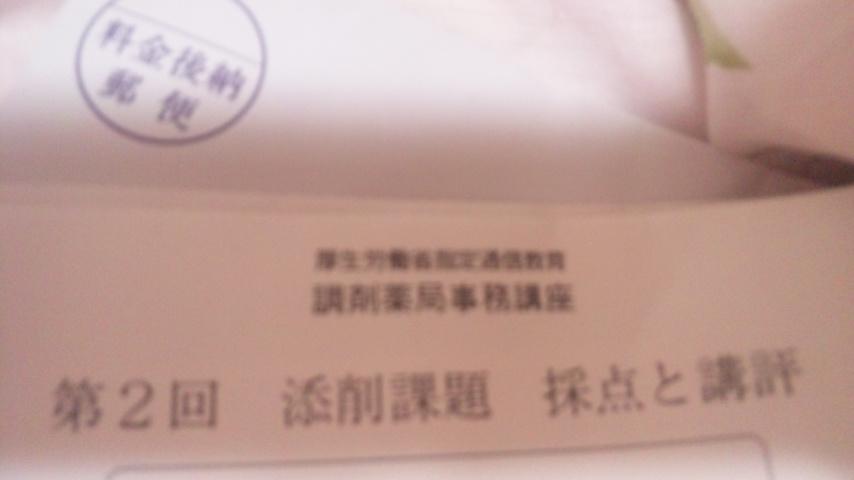 料金後納
郵便
厚生労働省指定通信教育
調剤薬局事務講座
第2回 添削課題 採点と講評